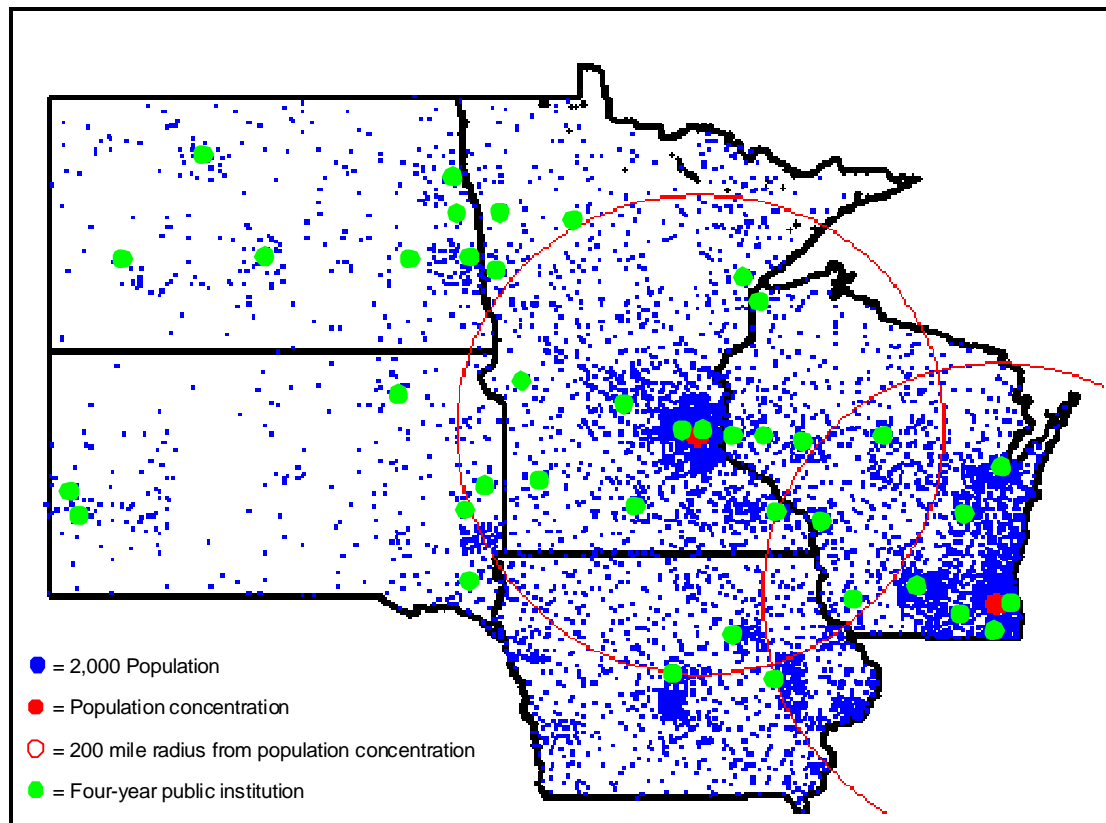 = 2,000 Population
= Population concentration
= 200 mile radius from population concentration
= Four-year public institution